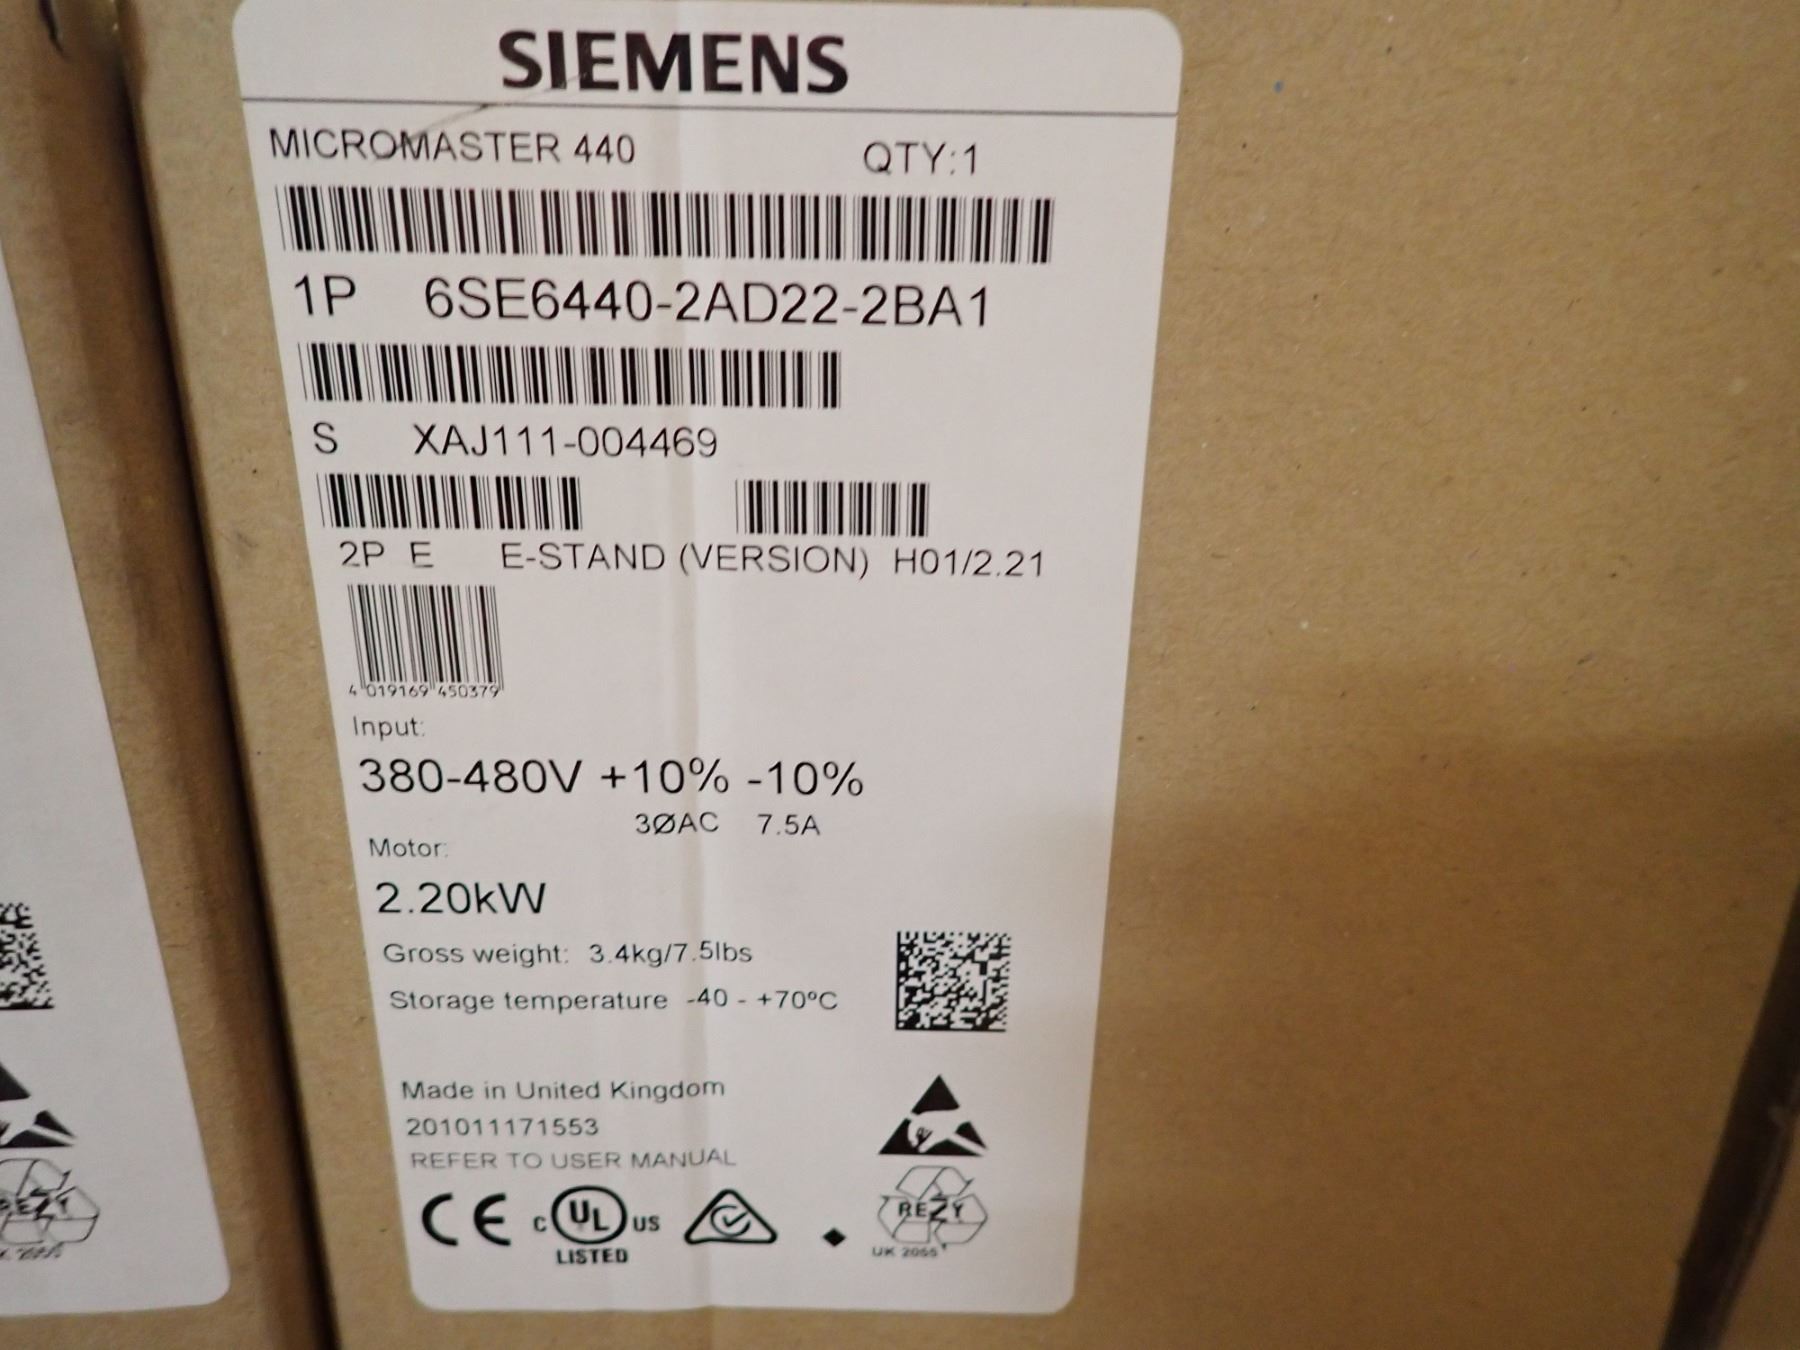 SIEMENS
MICROMASTER 440 QTY:1
1P 6SE6440-2AD22-2BA1
S XAJ111-004469
2P E E-STAND (VERSION) H01/2.21
4 019169 450379
Input:
380-480V +10% -10%
3ØAC 7.5A
Motor:
2.20kW
Gross weight: 3.4kg/7.5lbs
Storage temperature -40 - +70ºC
Made in United Kingdom
201011171553
REFER TO USER MANUAL
CE C UL US
LISTED
REZY
UK 2055
REZY